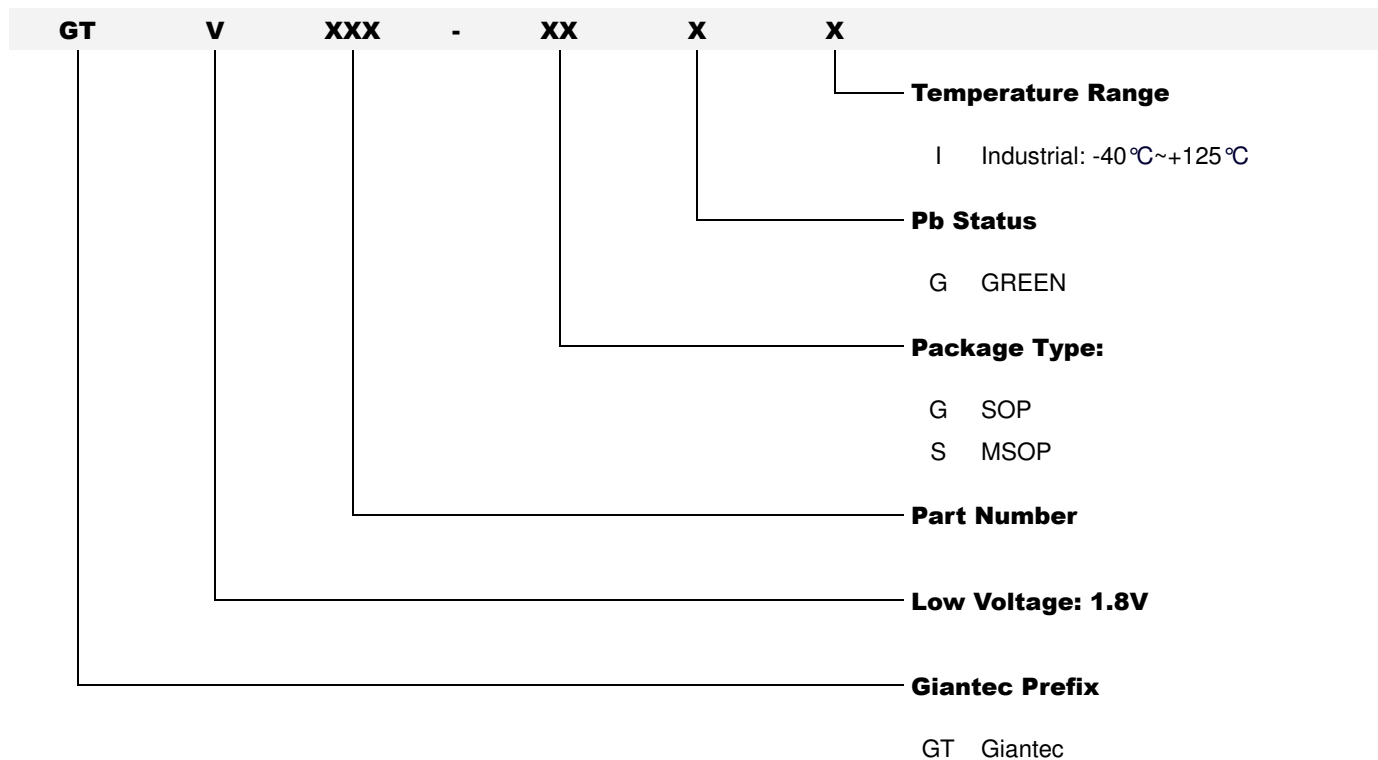 GT V XXX - XX X X
Temperature Range
I Industrial: -40℃~+125℃
Pb Status
G GREEN
Package Type:
G SOP
S MSOP
Part Number
Low Voltage: 1.8V
Giantec Prefix
GT Giantec